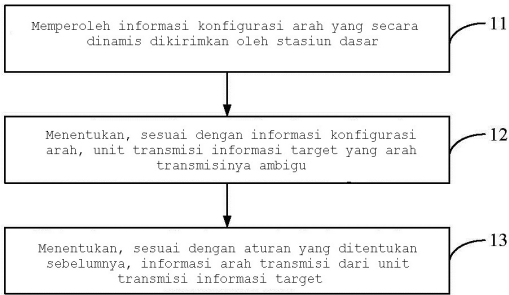 Memperoleh informasi konfigurasi arah yang secara
dinamis dikirimkan oleh stasiun dasar
11
Menentukan, sesuai dengan informasi konfigurasi
arah, unit transmisi informasi target yang arah
transmisinya ambigu
12
Menentukan, sesuai dengan aturan yang ditentukan
sebelumnya, informasi arah transmisi dari unit
transmisi informasi target
13